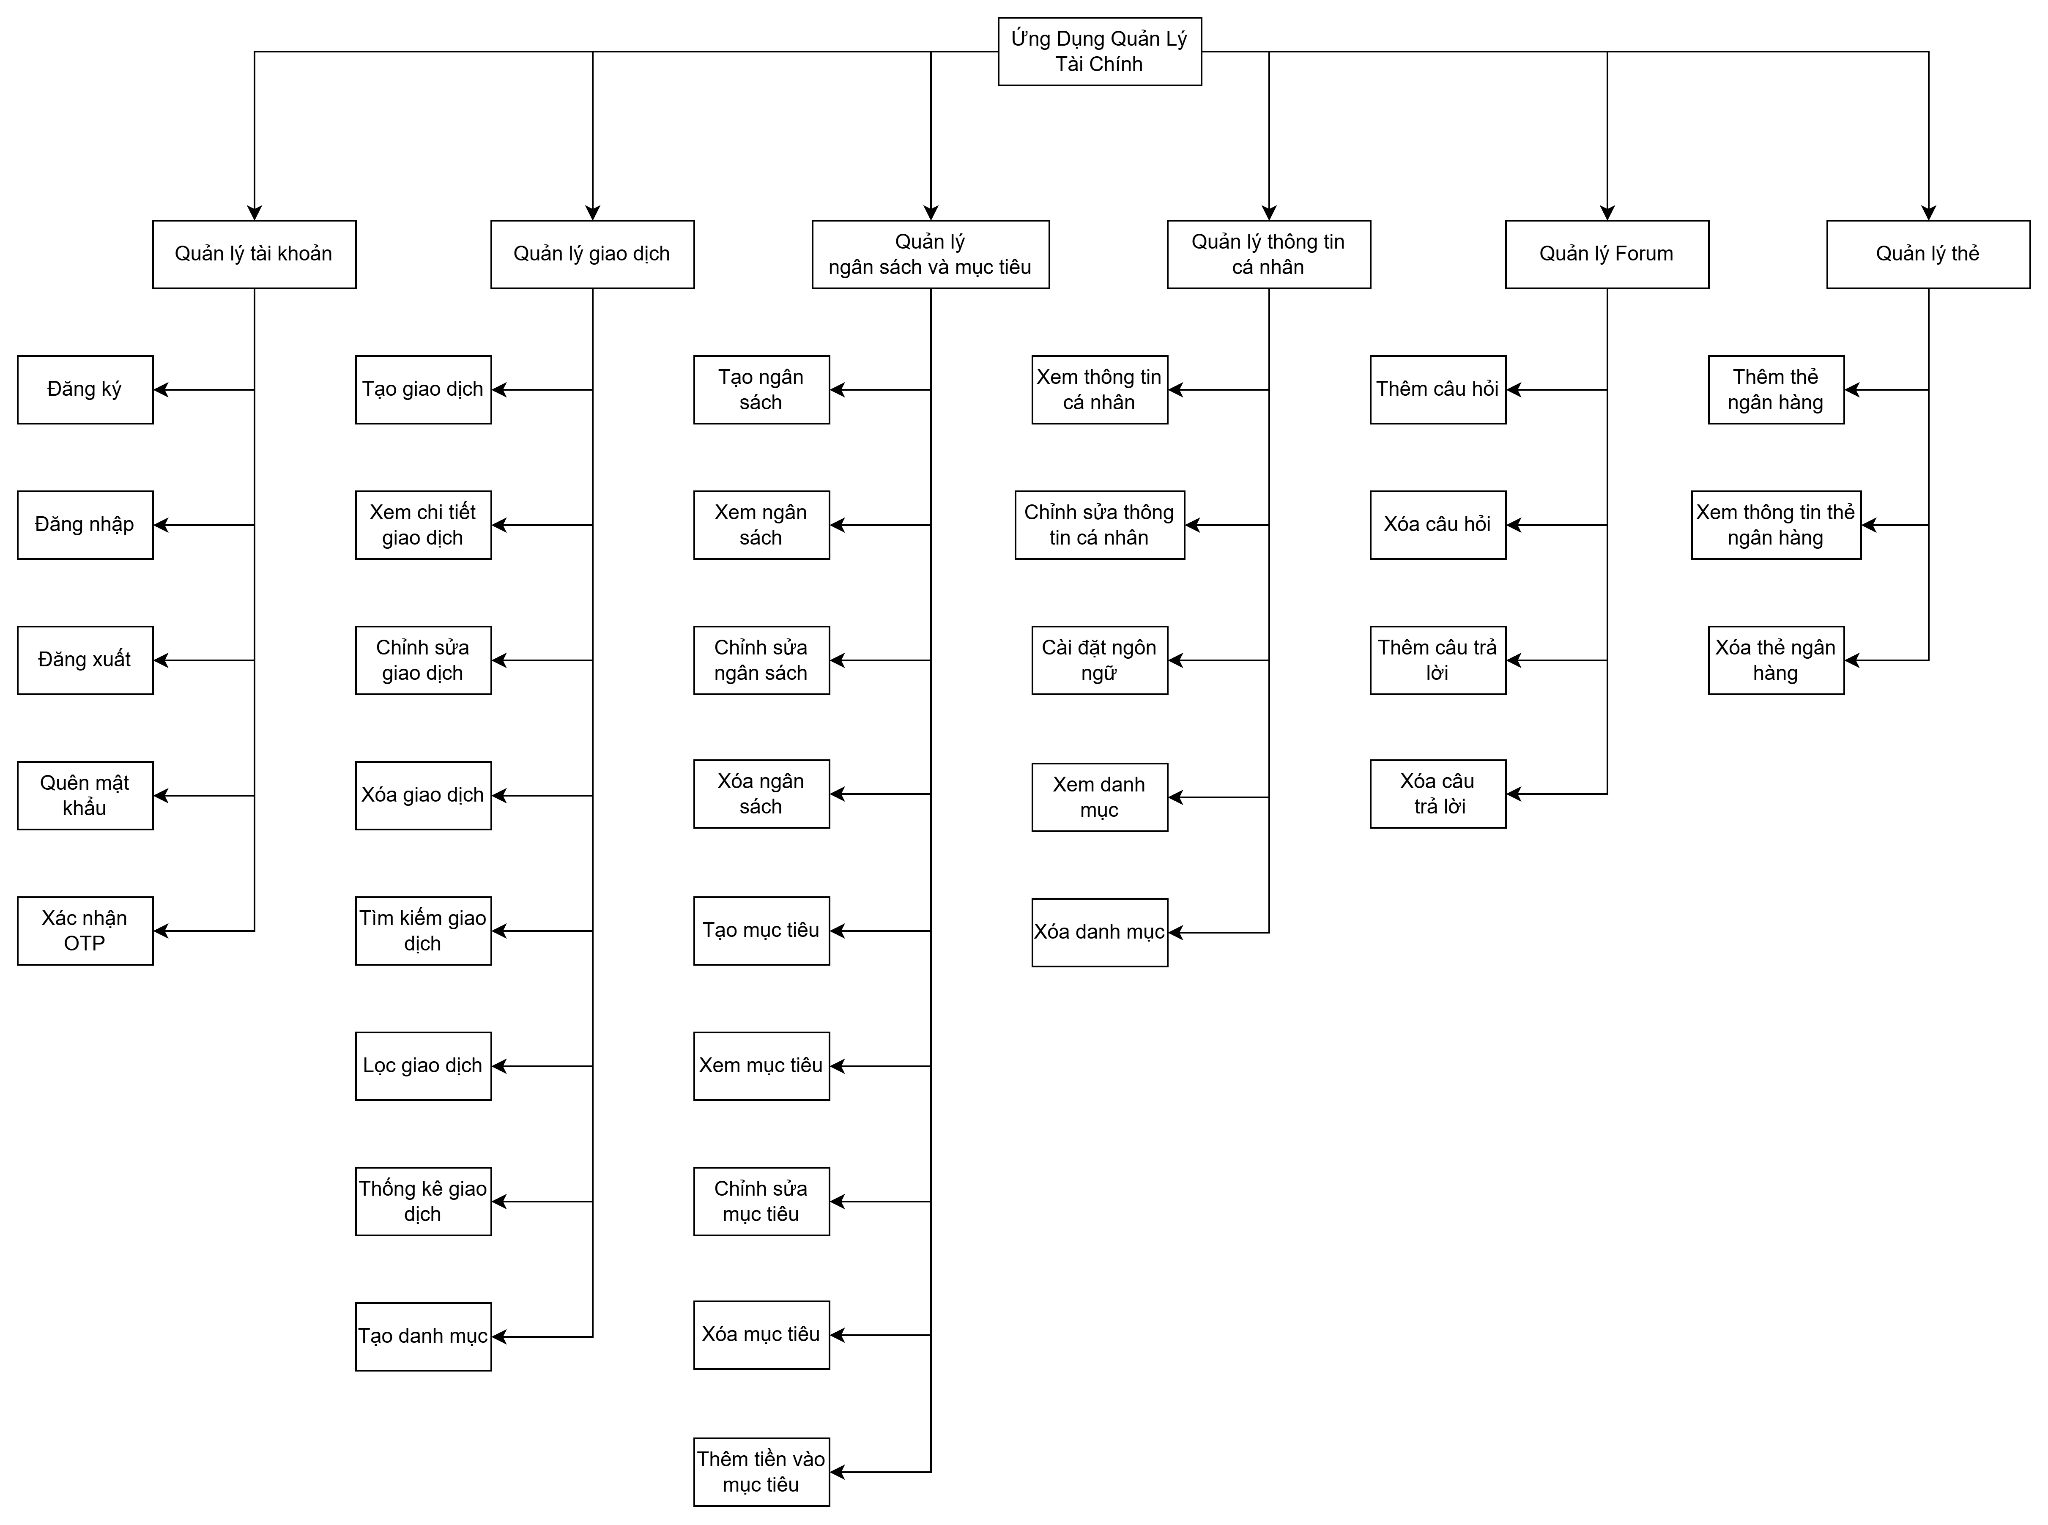 Ứng Dụng Quản Lý
Tài Chính
Quản lý tài khoản
Quản lý giao dịch
Quản lý
ngân sách và mục tiêu
Quản lý thông tin
cá nhân
Quản lý Forum
Quản lý thẻ
Đăng ký
Đăng nhập
Đăng xuất
Quên mật
khẩu
Xác nhận
OTP
Tạo giao dịch
Xem chi tiết
giao dịch
Chỉnh sửa
giao dịch
Xóa giao dịch
Tìm kiếm giao
dịch
Lọc giao dịch
Thống kê giao
dịch
Tạo danh mục
Tạo ngân
sách
Xem ngân
sách
Chỉnh sửa
ngân sách
Xóa ngân
sách
Tạo mục tiêu
Xem mục tiêu
Chỉnh sửa
mục tiêu
Xóa mục tiêu
Thêm tiền vào
mục tiêu
Xem thông tin
cá nhân
Chỉnh sửa thông
tin cá nhân
Cài đặt ngôn
ngữ
Xem danh
mục
Xóa danh mục
Thêm câu hỏi
Xóa câu hỏi
Thêm câu trả
lời
Xóa câu
trả lời
Thêm thẻ
ngân hàng
Xem thông tin thẻ
ngân hàng
Xóa thẻ ngân
hàng